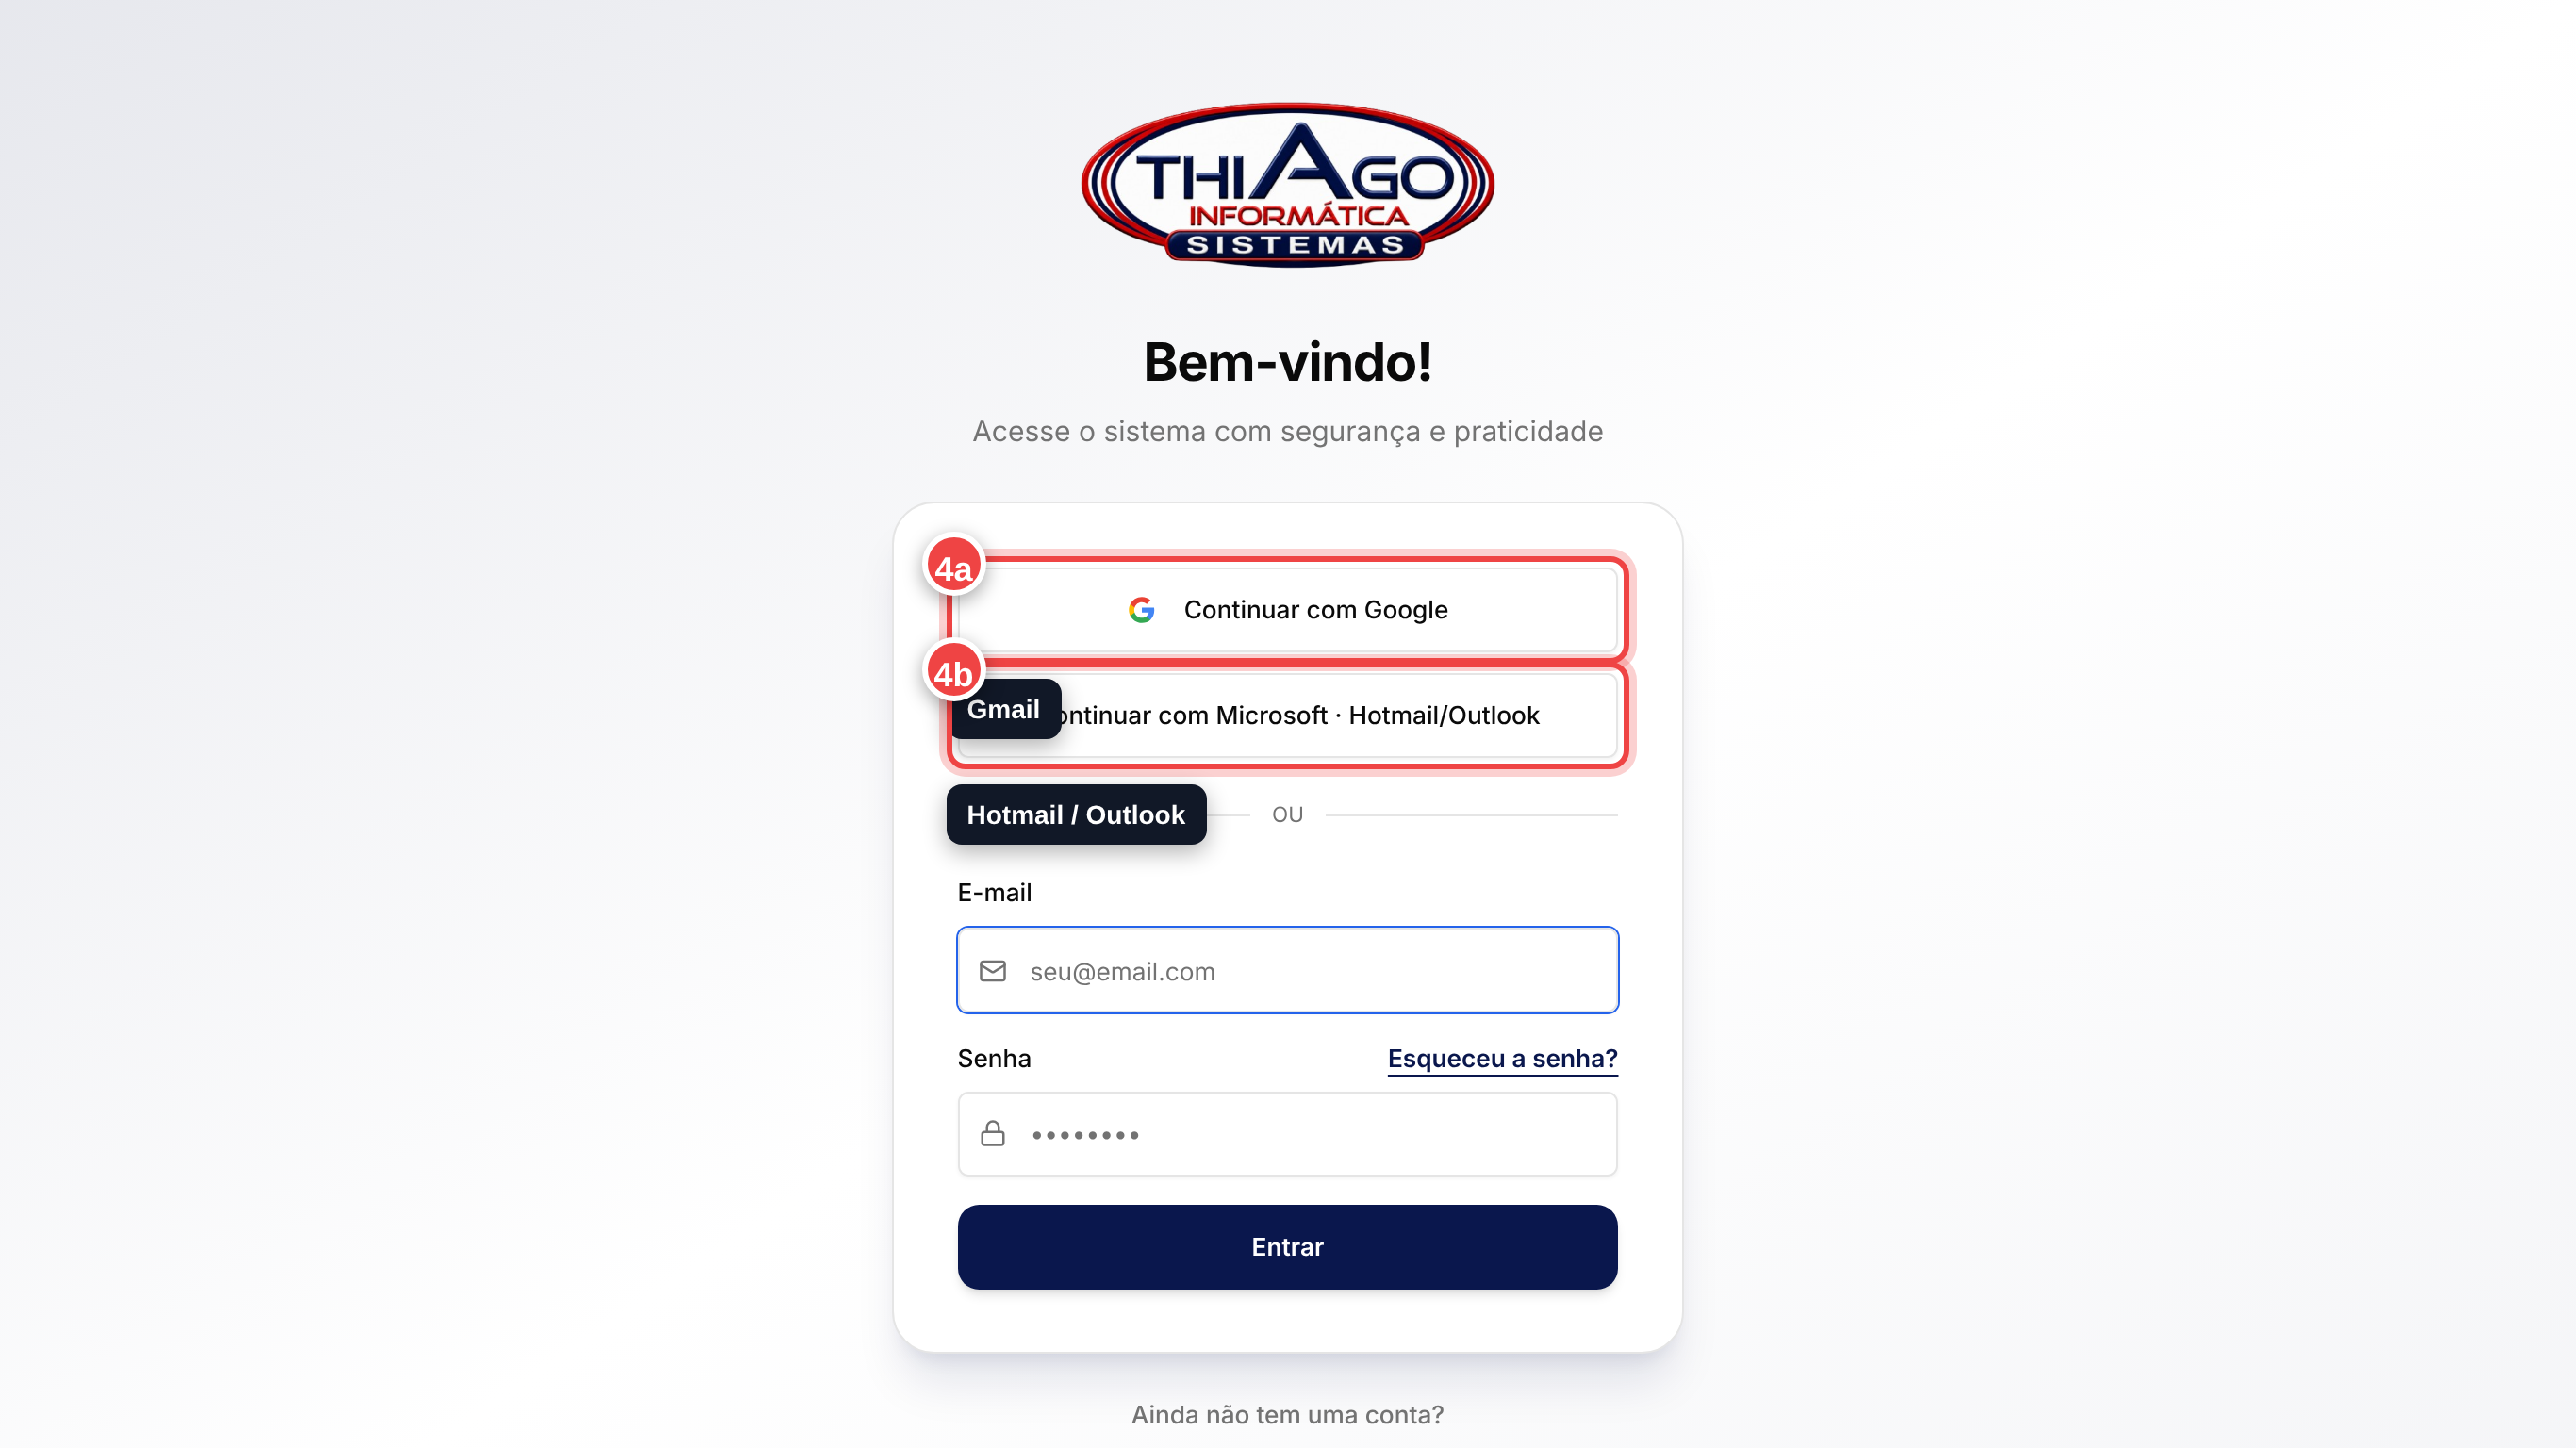 THIAGO
INFORMÁTICA
SISTEMAS
Bem-vindo!
Acesse o sistema com segurança e praticidade
4a
Continuar com Google
4b
Gmail
ontinuar com Microsoft · Hotmail/Outlook
Hotmail / Outlook
OU
E-mail
seu@email.com
Senha
Esqueceu a senha?
Entrar
Ainda não tem uma conta?